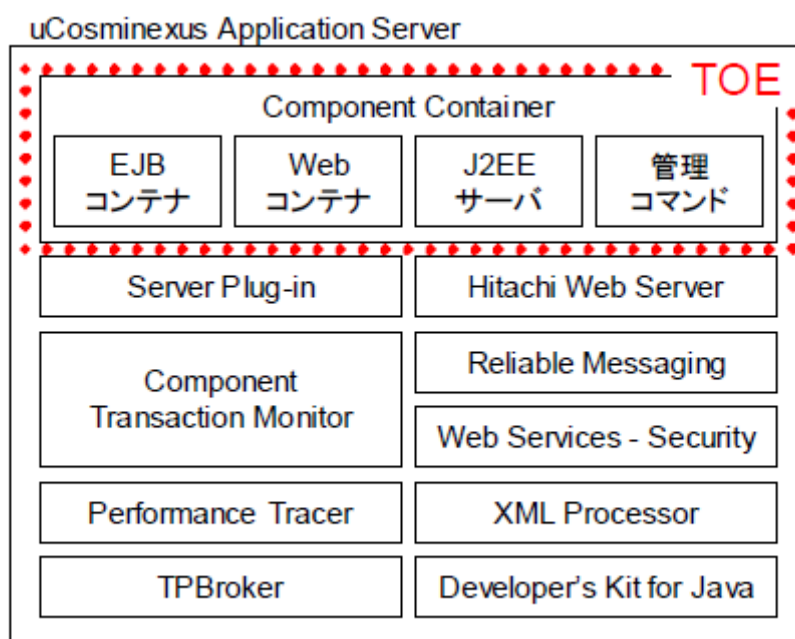 uCosminexus Application Server
TOE
Component Container
EJB
コンテナ
Web
コンテナ
J2EE
サーバ
管理
コマンド
Server Plug-in
Hitachi Web Server
Component
Transaction Monitor
Reliable Messaging
Web Services - Security
Performance Tracer
XML Processor
TPBroker
Developer's Kit for Java